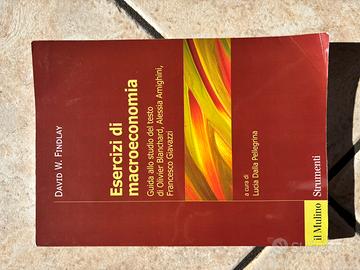 DAVID W. FINDLAY
Esercizi di
macroeconomia
Guida allo studio del testo
di Olivier Blanchard, Alessia Amighini,
Francesco Giavazzi
a cura di
Lucia Dalla Pellegrina
il Mulino
Strumenti